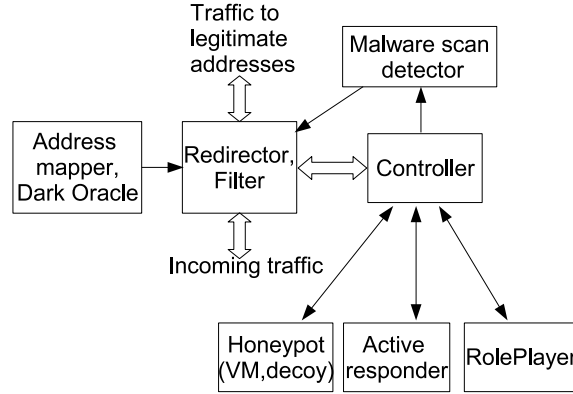 Traffic to
legitimate
addresses
Malware scan
detector
Address
mapper,
Dark Oracle
Redirector,
Filter
Controller
Incoming traffic
Honeypot
(VM,decoy)
Active
responder
RolePlayer